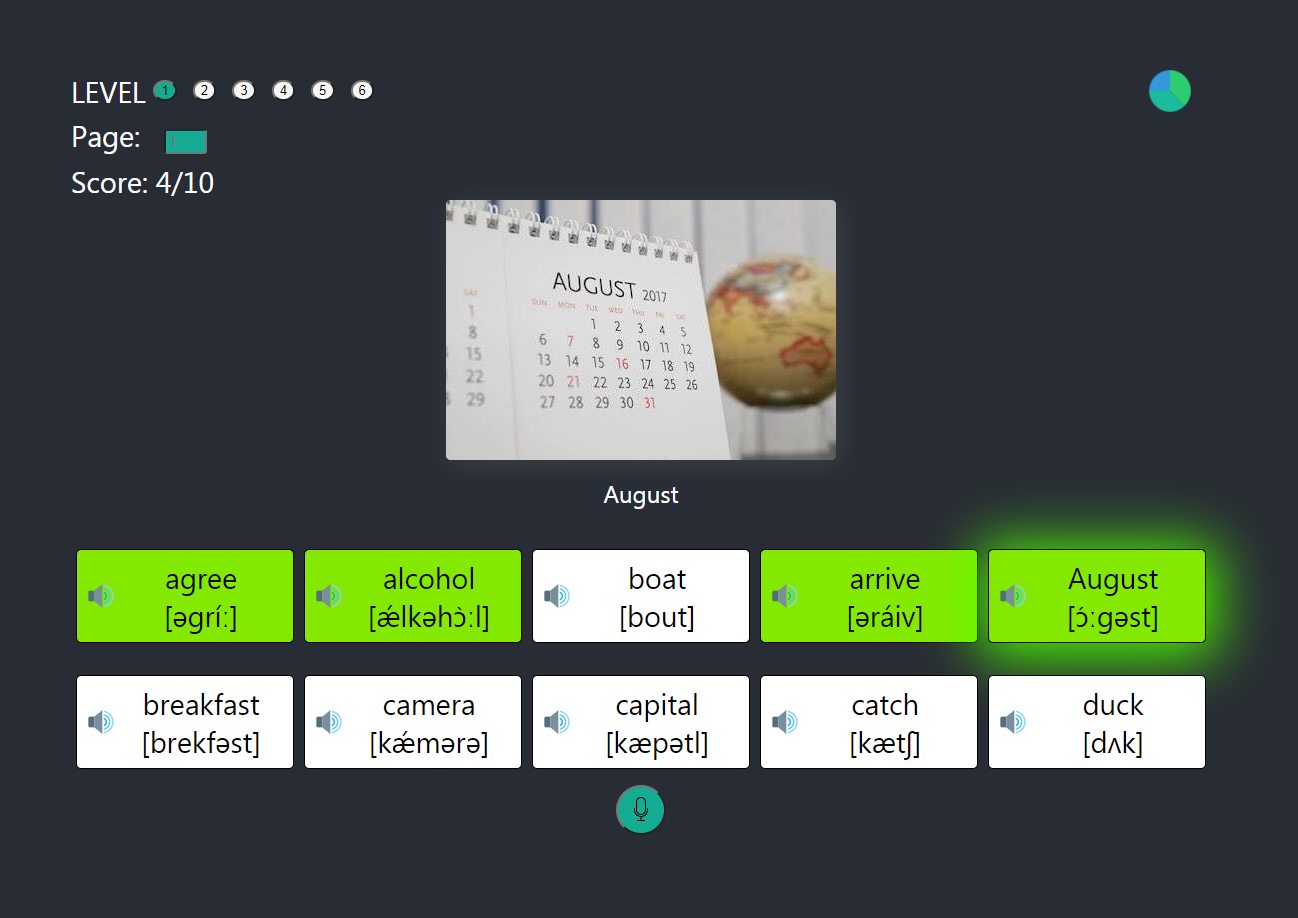 LEVEL 1 2 3 4 5 6
Page: 1
Score: 4/10
AUGUST 2017
SAT SUN MON TUE WED THU FRI SAT
1 1 2 3 4 5
8 6 7 8 9 10 11 12
15 13 14 15 16 17 18 19
22 20 21 22 23 24 25 26
29 27 28 29 30 31
August
agree alcohol boat arrive August
[əgríː] [ǽlkəhɔ̀ːl] [bout] [əráiv] [ɔ́ːgəst]
breakfast camera capital catch duck
[brekfəst] [kǽmərə] [kæpətl] [kætʃ] [dʌk]